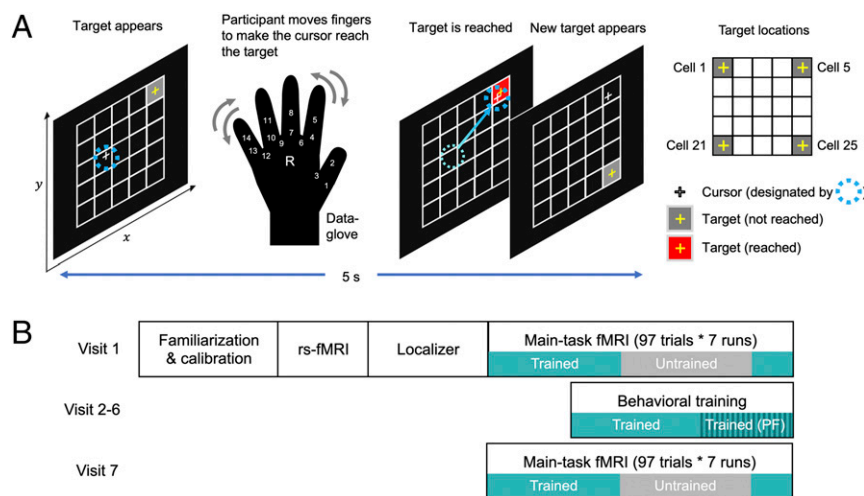 A
Target appears
Participant moves fingers
to make the cursor reach
the target
Target is reached
New target appears
Target locations
Cell 1
Cell 5
Cell 21
Cell 25
y
x
14
13
12
11
10
9
8
7
6
5
4
3
2
1
R
Data-
glove
Cursor (designated by
Target (not reached)
Target (reached)
5 s
B
Visit 1
Familiarization
& calibration
rs-fMRI
Localizer
Main-task fMRI (97 trials * 7 runs)
Trained
Untrained
Visit 2-6
Behavioral training
Trained
Trained (PF)
Visit 7
Main-task fMRI (97 trials * 7 runs)
Trained
Untrained